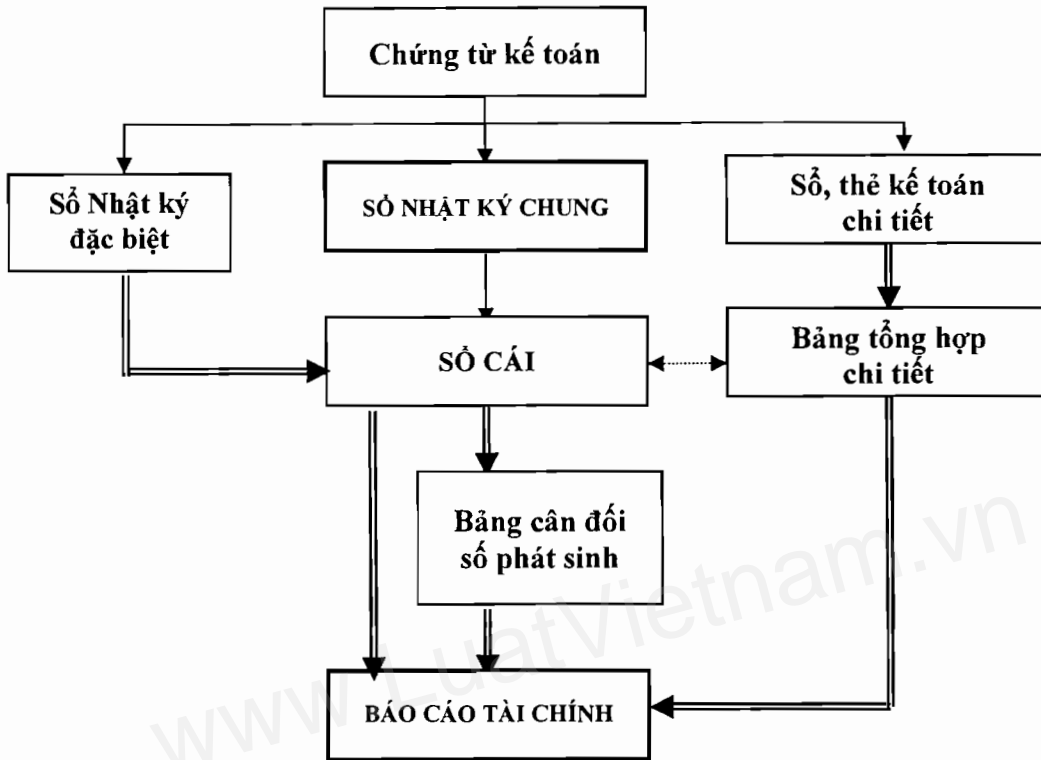 Chứng từ kế toán
Sổ Nhật ký
đặc biệt
SỔ NHẬT KÝ CHUNG
Sổ, thẻ kế toán
chi tiết
SỔ CÁI
Bảng tổng hợp
chi tiết
Bảng cân đối
số phát sinh
BÁO CÁO TÀI CHÍNH
www.LuatVietnam.vn